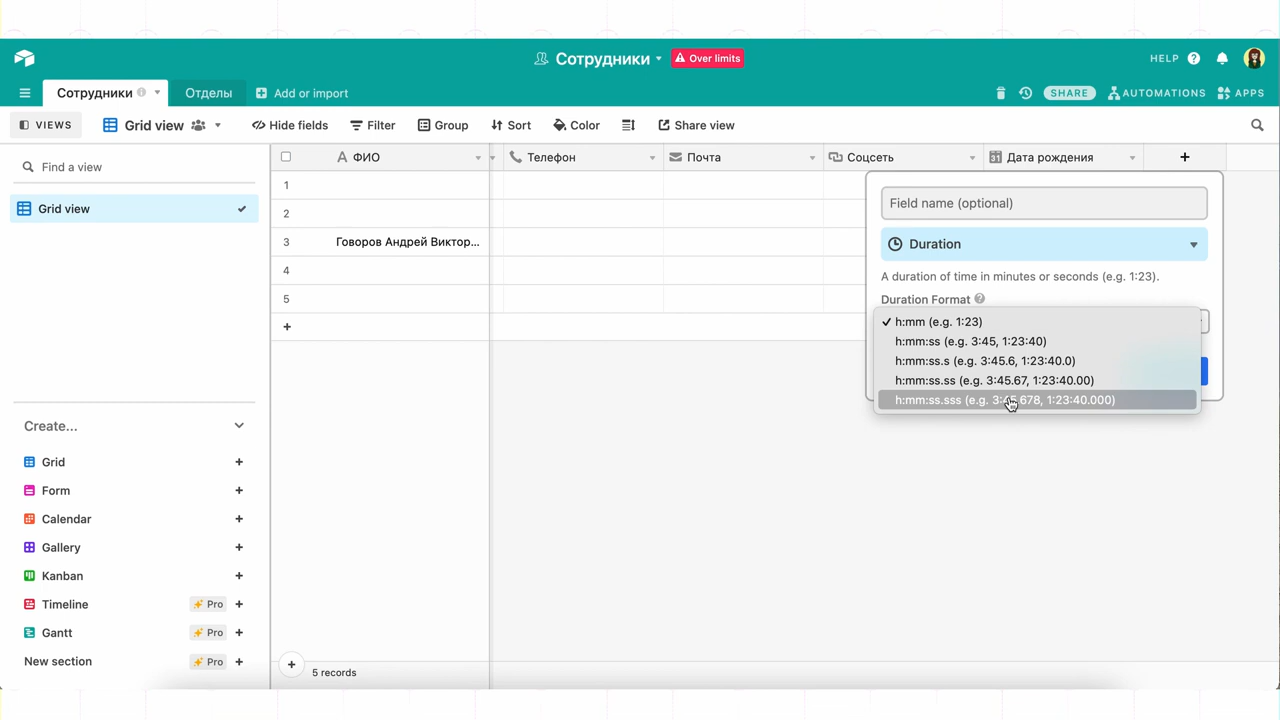 Сотрудники
Over limits
HELP
Сотрудники
Отделы
Add or import
SHARE
AUTOMATIONS
APPS
VIEWS
Grid view
Hide fields
Filter
Group
Sort
Color
Share view
Find a view
Grid view
ФИО
Телефон
Почта
Соцсеть
Дата рождения
1
2
3 Говоров Андрей Виктор...
4
5
Field name (optional)
Duration
A duration of time in minutes or seconds (e.g. 1:23).
Duration Format
h:mm (e.g. 1:23)
h:mm:ss (e.g. 3:45, 1:23:40)
h:mm:ss.s (e.g. 3:45.6, 1:23:40.0)
h:mm:ss.ss (e.g. 3:45.67, 1:23:40.00)
h:mm:ss.sss (e.g. 3:45.678, 1:23:40.000)
Create...
Grid
Form
Calendar
Gallery
Kanban
Timeline Pro
Gantt Pro
New section Pro
5 records